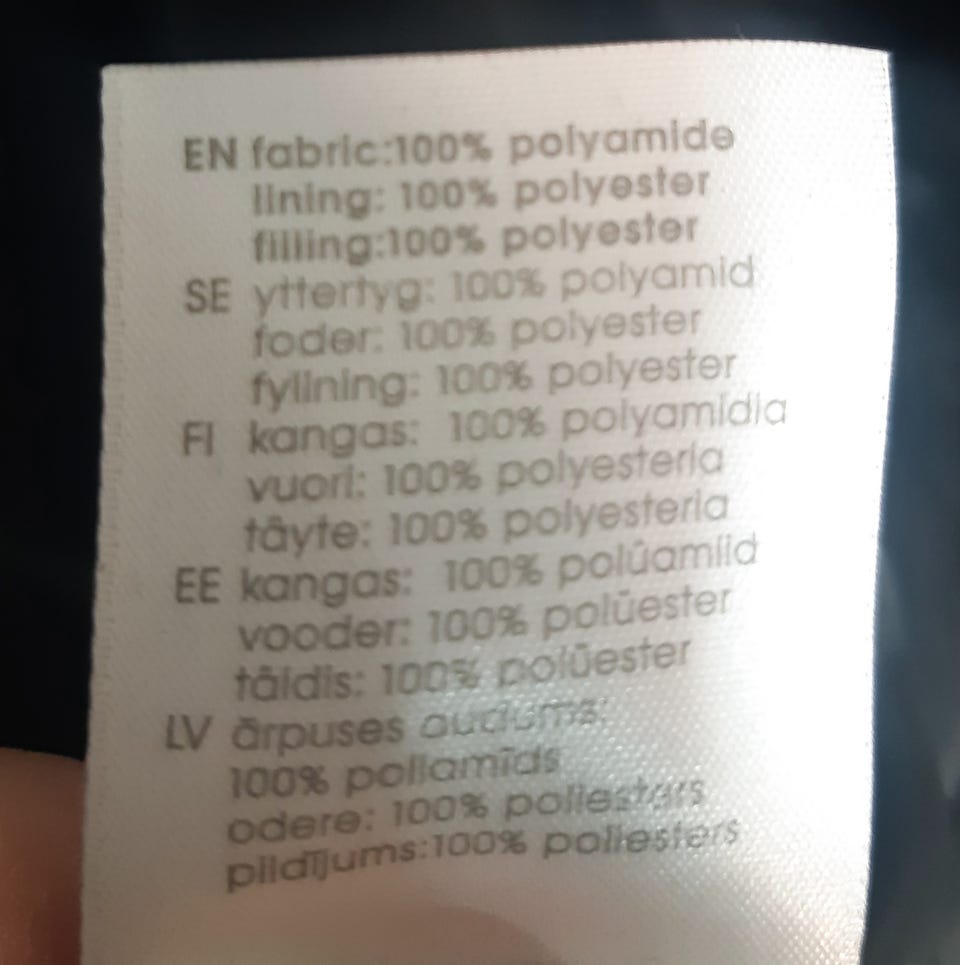 EN fabric:100% polyamide
lining: 100% polyester
filling:100% polyester
SE yttertyg: 100% polyamid
foder: 100% polyester
fyllning: 100% polyester
FI kangas: 100% polyamidia
vuori: 100% polyesteria
täyte: 100% polyesteria
EE kangas: 100% polüamiid
vooder: 100% polüester
täidis: 100% polüester
LV ārpuses audums:
100% poliamīds
odere: 100% poliesters
pildījums:100% poliesters